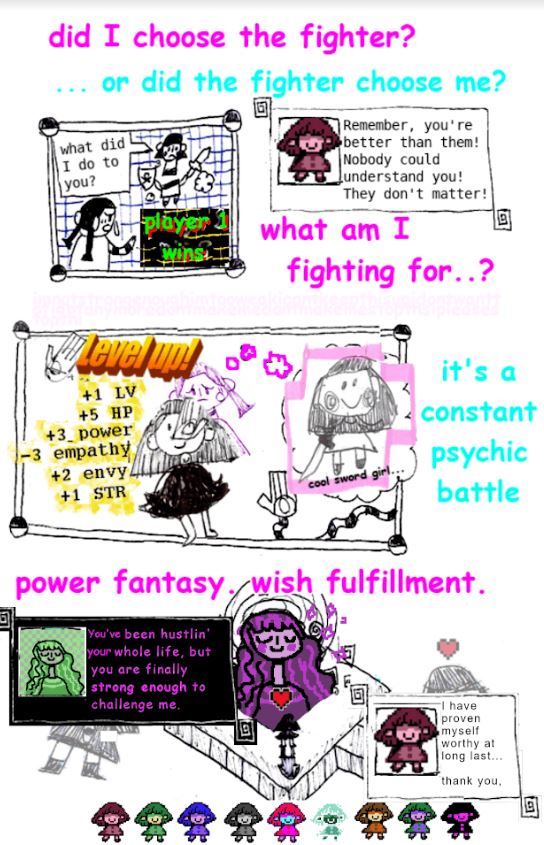 did I choose the fighter?
... or did the fighter choose me?
what did
I do to
you?
player 1
wins
Remember, you're
better than them!
Nobody could
understand you!
They don't matter!
what am I
fighting for..?
Level up!
+1 LV
+5 HP
+3 power
-3 empathy
+2 envy
+1 STR
cool sword girl...
it's a
constant
psychic
battle
power fantasy. wish fulfillment.
You've been hustlin'
your whole life, but
you are finally
strong enough to
challenge me.
I have
proven
myself
worthy at
long last...
thank you,